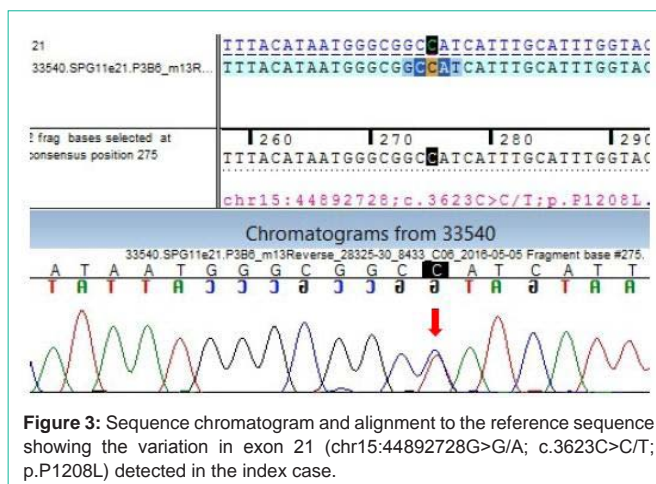 21 TTTACATAATGGGCGGCCATCATTTGCATTTGGTAC
33540.SPG11e21.P3B6_m13R... TTTACATAATGGGCGGCCATCATTTGCATTTGGTAC
frag bases selected at 260 270 280 290
consensus position 275 TTTACATAATGGGCGGCCATCATTTGCATTTGGTAC
chr15:44892728;c.3623C>C/T;p.P1208L.
Chromatograms from 33540
33540.SPG11e21.P3B6_m13Reverse_28325-30_8433_C06_2016-05-05 Fragment base #275.
A T A A T G G G C G G C C A T C A T T
T A T T A C C C G C C G G T A G T A A
Figure 3: Sequence chromatogram and alignment to the reference sequence
showing the variation in exon 21 (chr15:44892728G>G/A; c.3623C>C/T;
p.P1208L) detected in the index case.